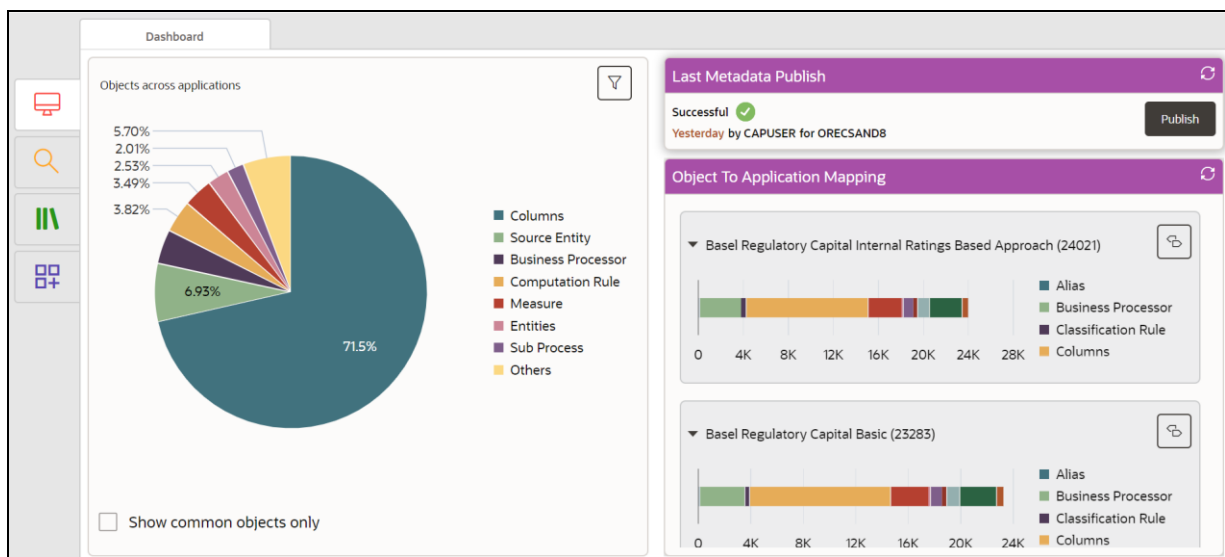 Dashboard
Objects across applications
5.70%
2.01%
2.53%
3.49%
3.82%
6.93%
71.5%
Columns
Source Entity
Business Processor
Computation Rule
Measure
Entities
Sub Process
Others
Show common objects only
Last Metadata Publish
Successful
Yesterday by CAPUSER for ORECSAND8
Publish
Object To Application Mapping
Basel Regulatory Capital Internal Ratings Based Approach (24021)
Alias
Business Processor
Classification Rule
Columns
0 4K 8K 12K 16K 20K 24K 28K
Basel Regulatory Capital Basic (23283)
Alias
Business Processor
Classification Rule
Columns
0 4K 8K 12K 16K 20K 24K